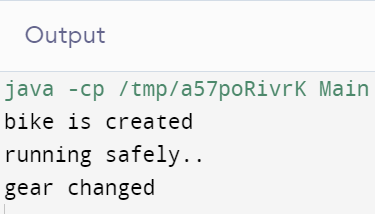 Output
java -cp /tmp/a57poRivrK Main
bike is created
running safely..
gear changed